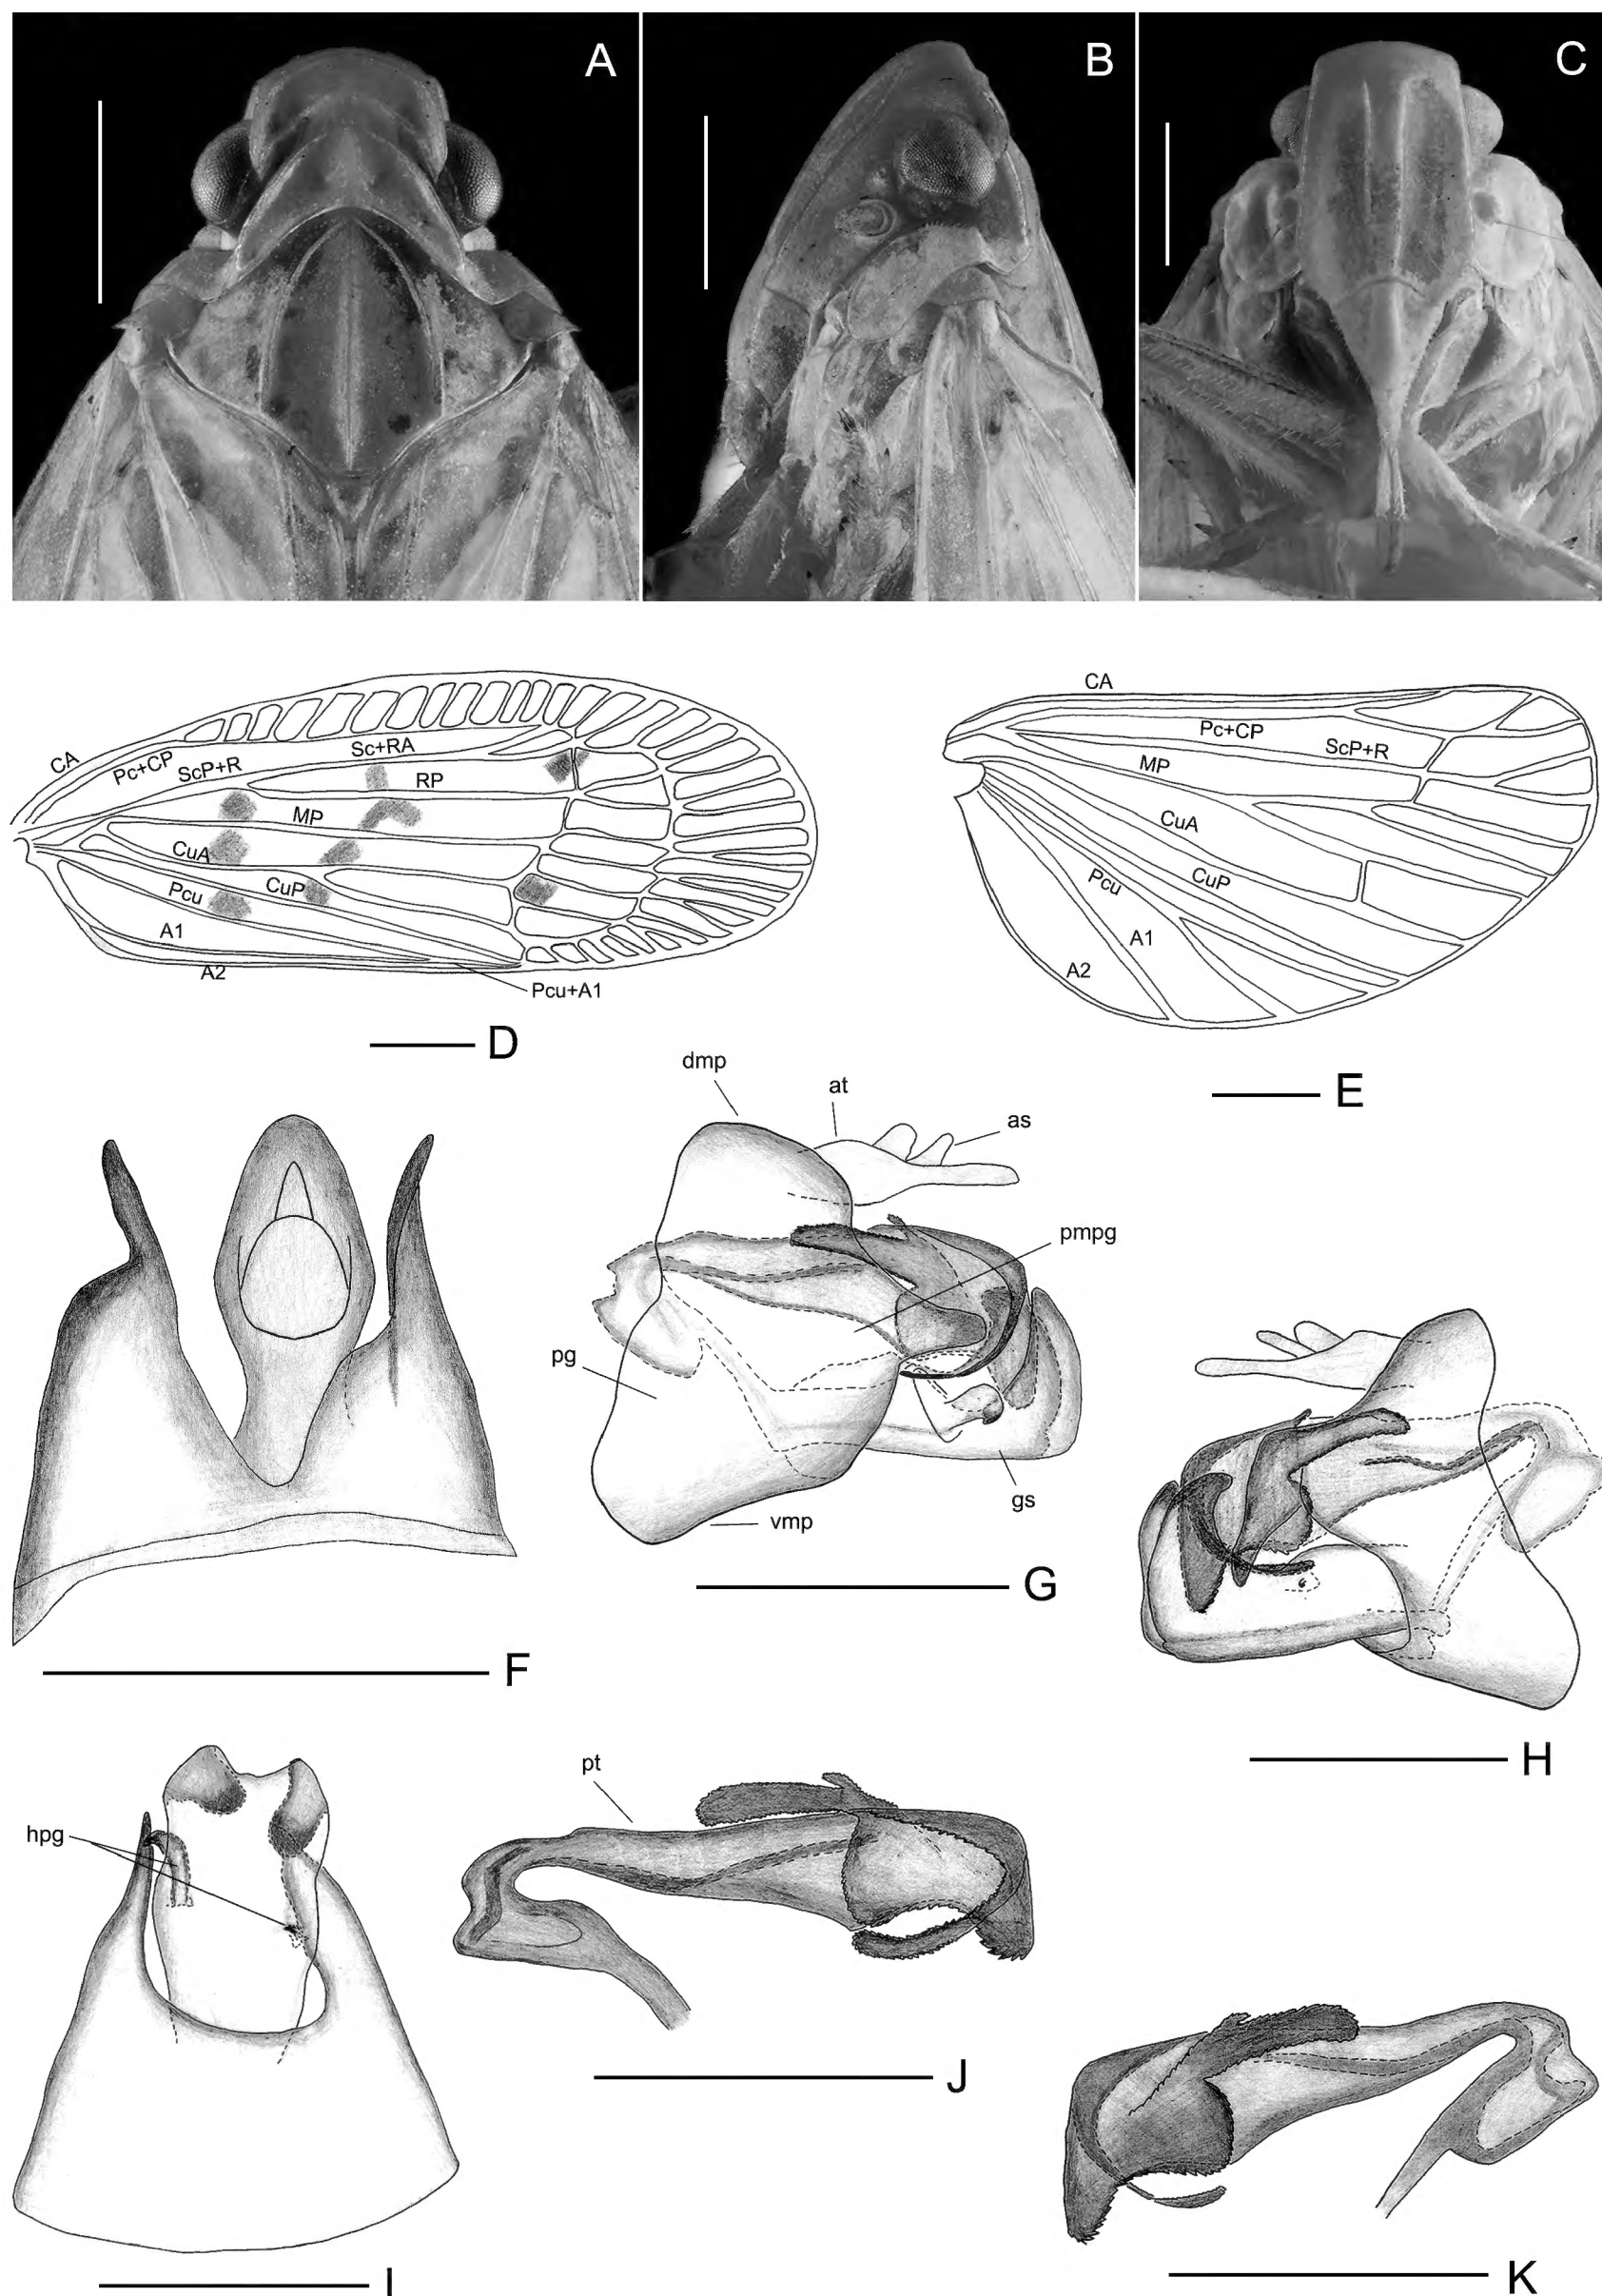 A
B
C
CA
Pc+CP
ScP+R
Sc+RA
RP
MP
CuA
CuP
Pcu
A1
A2
Pcu+A1
D
CA
Pc+CP
ScP+R
MP
CuA
CuP
Pcu
A1
A2
E
F
dmp
at
as
pmpg
pg
gs
vmp
G
H
hpg
I
pt
J
K